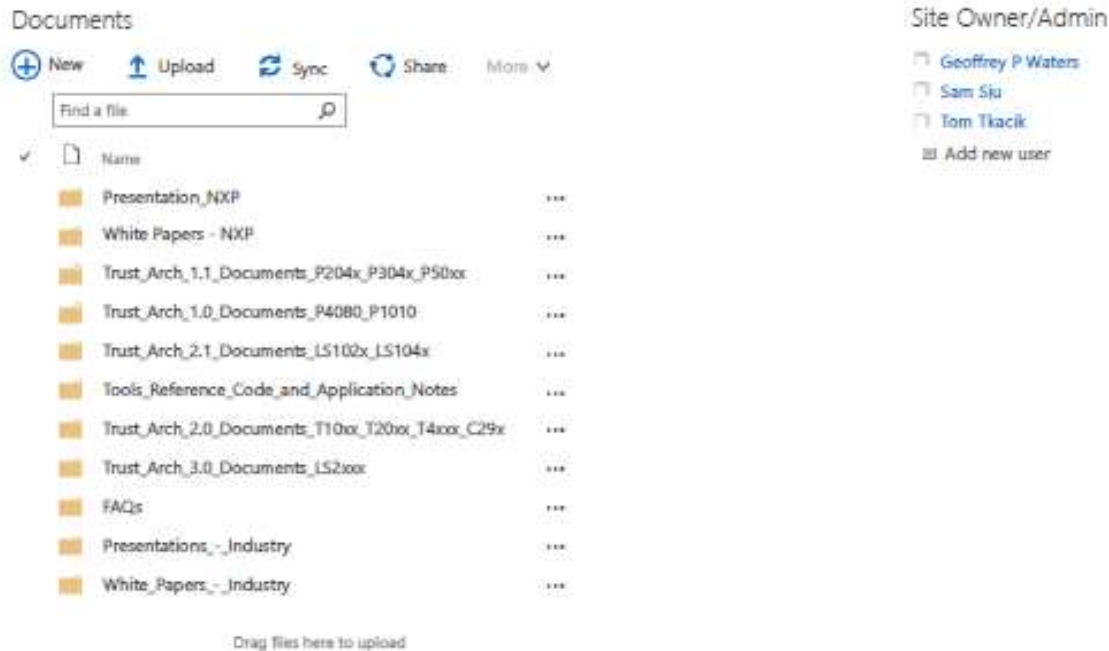 Documents
New Upload Sync Share More
Find a file
Name
Presentation_NXP
White Papers - NXP
Trust_Arch_1.1_Documents_P204x_P304x_P50xx
Trust_Arch_1.0_Documents_P4080_P1010
Trust_Arch_2.1_Documents_LS102x_LS104x
Tools_Reference_Code_and_Application_Notes
Trust_Arch_2.0_Documents_T10xx_T20xx_T4xxx_C29x
Trust_Arch_3.0_Documents_LS2xxx
FAQs
Presentations_-_Industry
White_Papers_-_Industry
Drag files here to upload
Site Owner/Admin
Geoffrey P Waters
Sam Siu
Tom Tkacik
Add new user